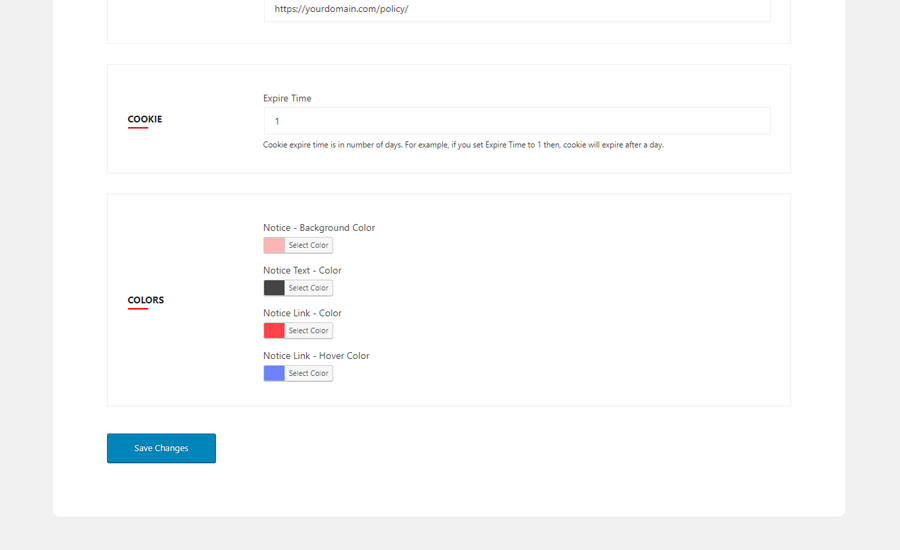 https://yourdomain.com/policy/
COOKIE
Expire Time
1
Cookie expire time is in number of days. For example, if you set Expire Time to 1 then, cookie will expire after a day.
COLORS
Notice - Background Color
Select Color
Notice Text - Color
Select Color
Notice Link - Color
Select Color
Notice Link - Hover Color
Select Color
Save Changes